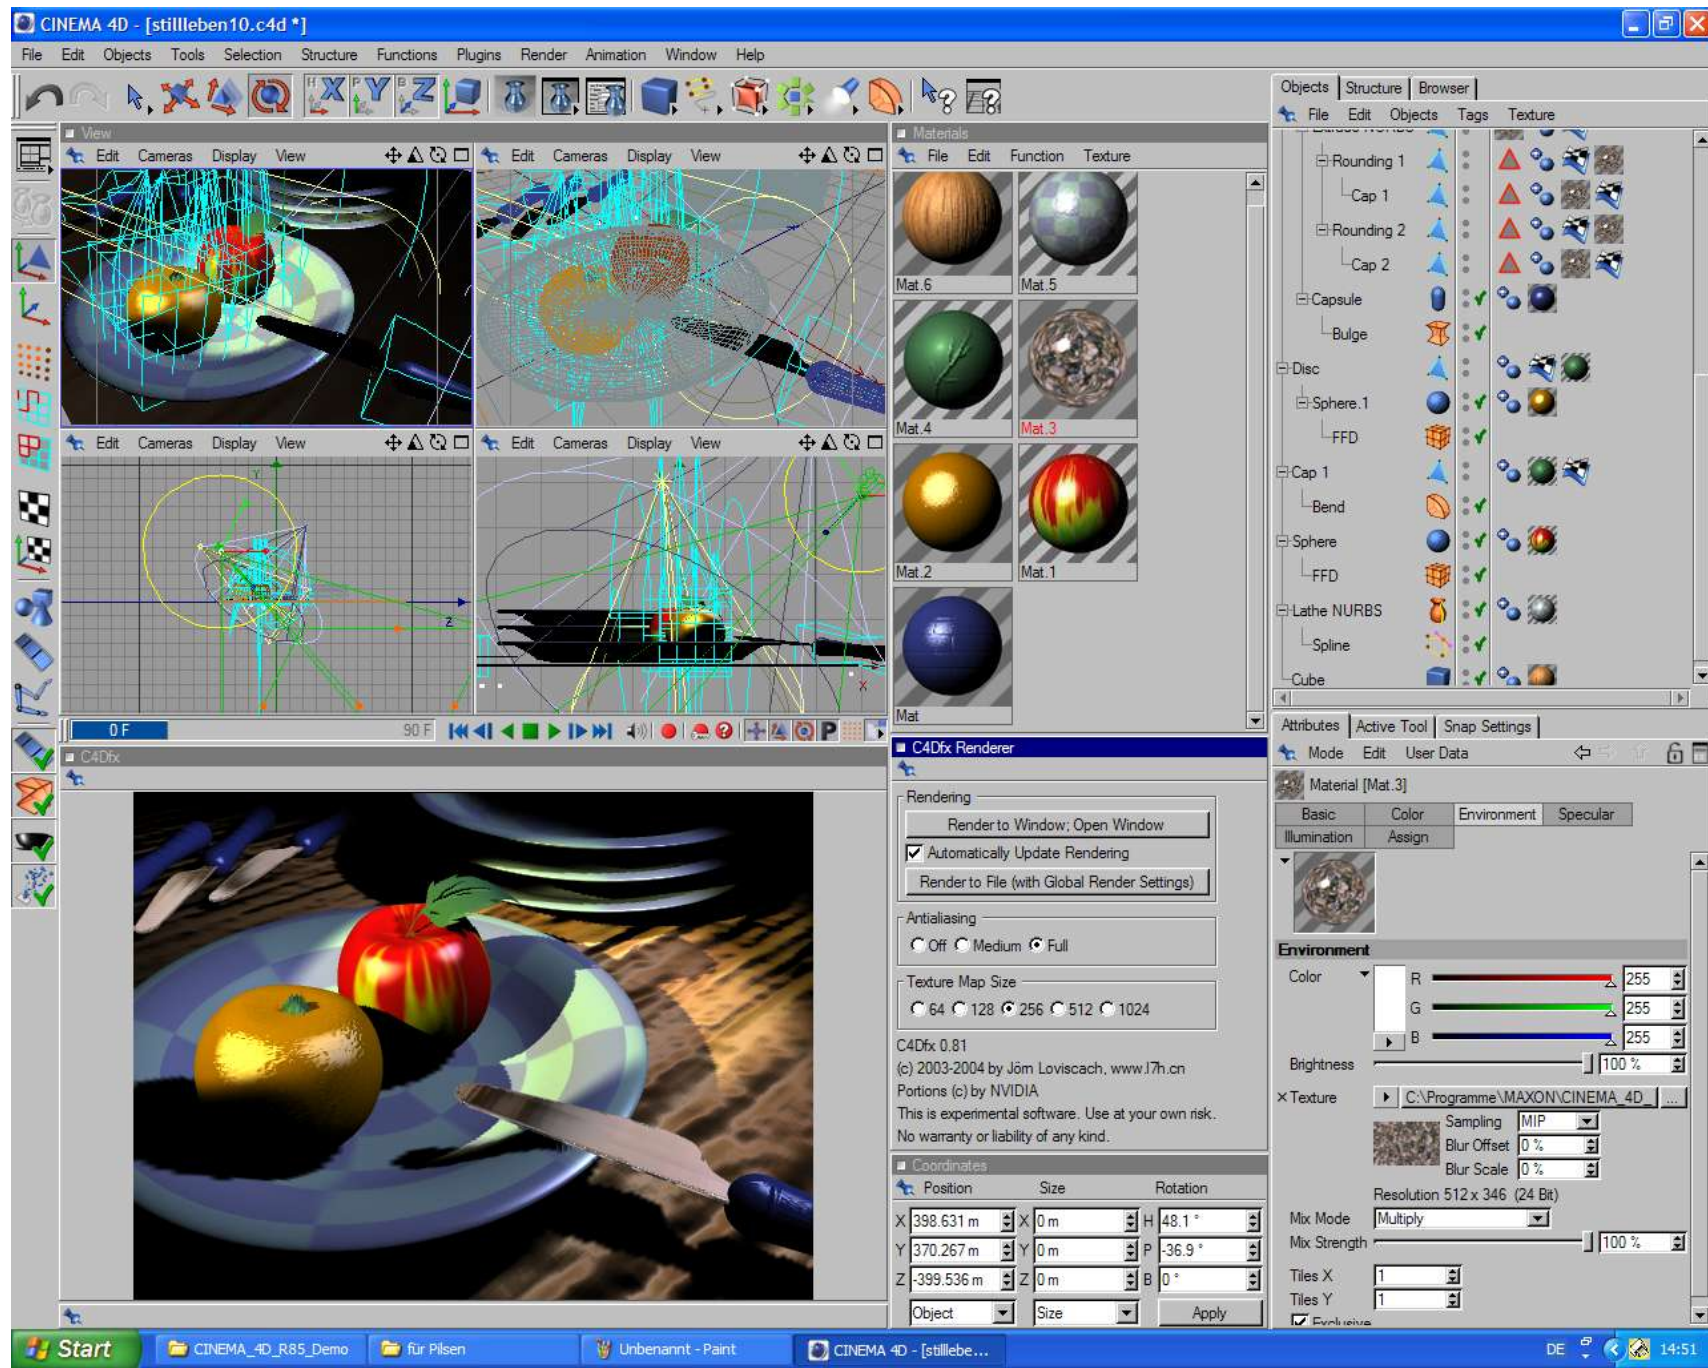 CINEMA 4D - [stillleben10.c4d *]
File Edit Objects Tools Selection Structure Functions Plugins Render Animation Window Help
View
Edit Cameras Display View
Edit Cameras Display View
Edit Cameras Display View
Edit Cameras Display View
Y
Z
X
0 F
90 F
P
C4Dfx
Materials
File Edit Function Texture
Mat.6
Mat.5
Mat.4
Mat.3
Mat.2
Mat.1
Mat
C4Dfx Renderer
Rendering
Render to Window; Open Window
Automatically Update Rendering
Render to File (with Global Render Settings)
Antialiasing
Off Medium Full
Texture Map Size
64 128 256 512 1024
C4Dfx 0.81
(c) 2003-2004 by Jörn Loviscach, www.l7h.cn
Portions (c) by NVIDIA
This is experimental software. Use at your own risk.
No warranty or liability of any kind.
Coordinates
Position Size Rotation
X 398.631 m X 0 m H 48.1 °
Y 370.267 m Y 0 m P -36.9 °
Z -399.536 m Z 0 m B 0 °
Object Size Apply
Objects Structure Browser
File Edit Objects Tags Texture
Extrude NURBS
Rounding 1
Cap 1
Rounding 2
Cap 2
Capsule
Bulge
Disc
Sphere.1
FFD
Cap 1
Bend
Sphere
FFD
Lathe NURBS
Spline
Cube
Attributes Active Tool Snap Settings
Mode Edit User Data
Material [Mat.3]
Basic Color Environment Specular
Illumination Assign
Environment
Color R 255
G 255
B 255
Brightness 100 %
Texture C:\Programme\MAXON\CINEMA_4D_ ...
Sampling MIP
Blur Offset 0 %
Blur Scale 0 %
Resolution 512 x 346 (24 Bit)
Mix Mode Multiply
Mix Strength 100 %
Tiles X 1
Tiles Y 1
Exclusive
Start CINEMA_4D_R85_Demo für Pilsen Unbenannt - Paint CINEMA 4D - [stilllebe... DE 14:51